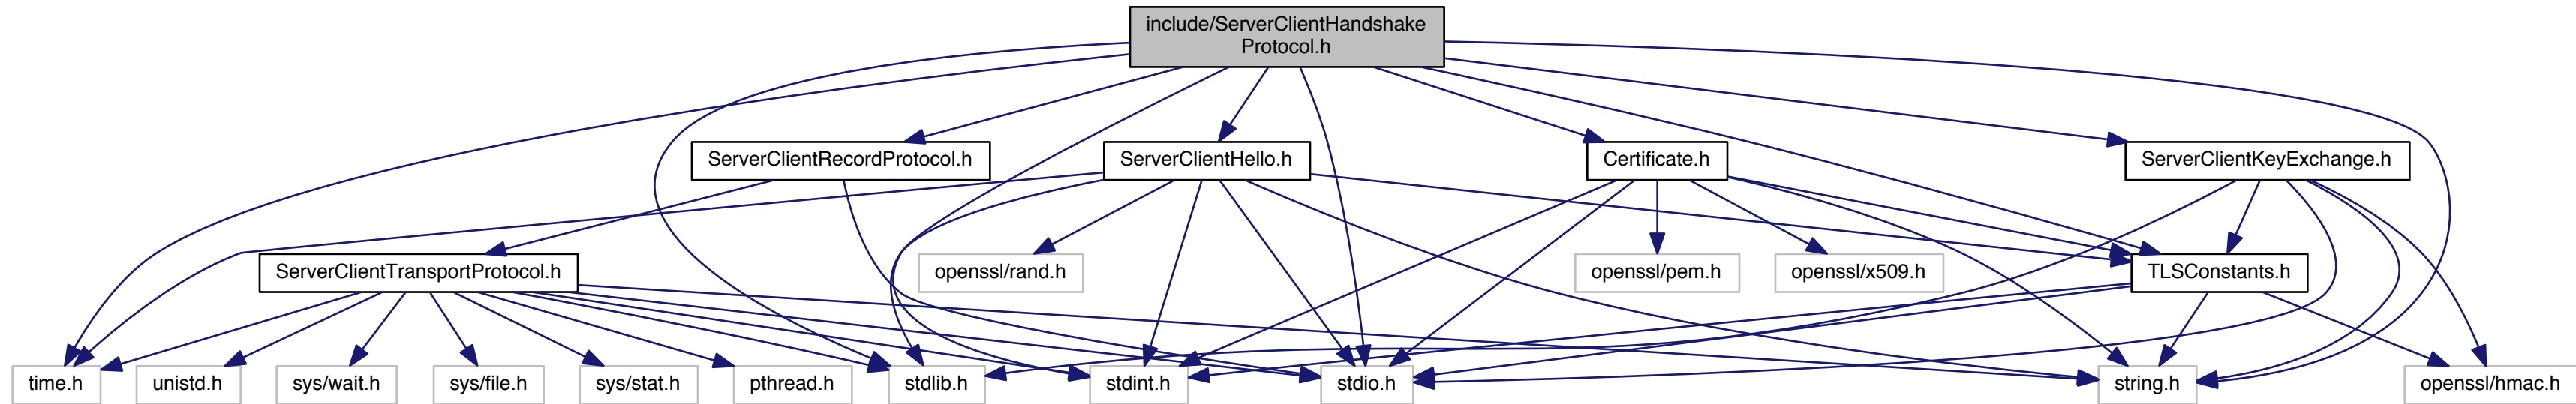 include/ServerClientHandshake
Protocol.h
ServerClientRecordProtocol.h
ServerClientHello.h
Certificate.h
ServerClientKeyExchange.h
ServerClientTransportProtocol.h
openssl/rand.h
openssl/pem.h
openssl/x509.h
TLSConstants.h
time.h
unistd.h
sys/wait.h
sys/file.h
sys/stat.h
pthread.h
stdlib.h
stdint.h
stdio.h
string.h
openssl/hmac.h